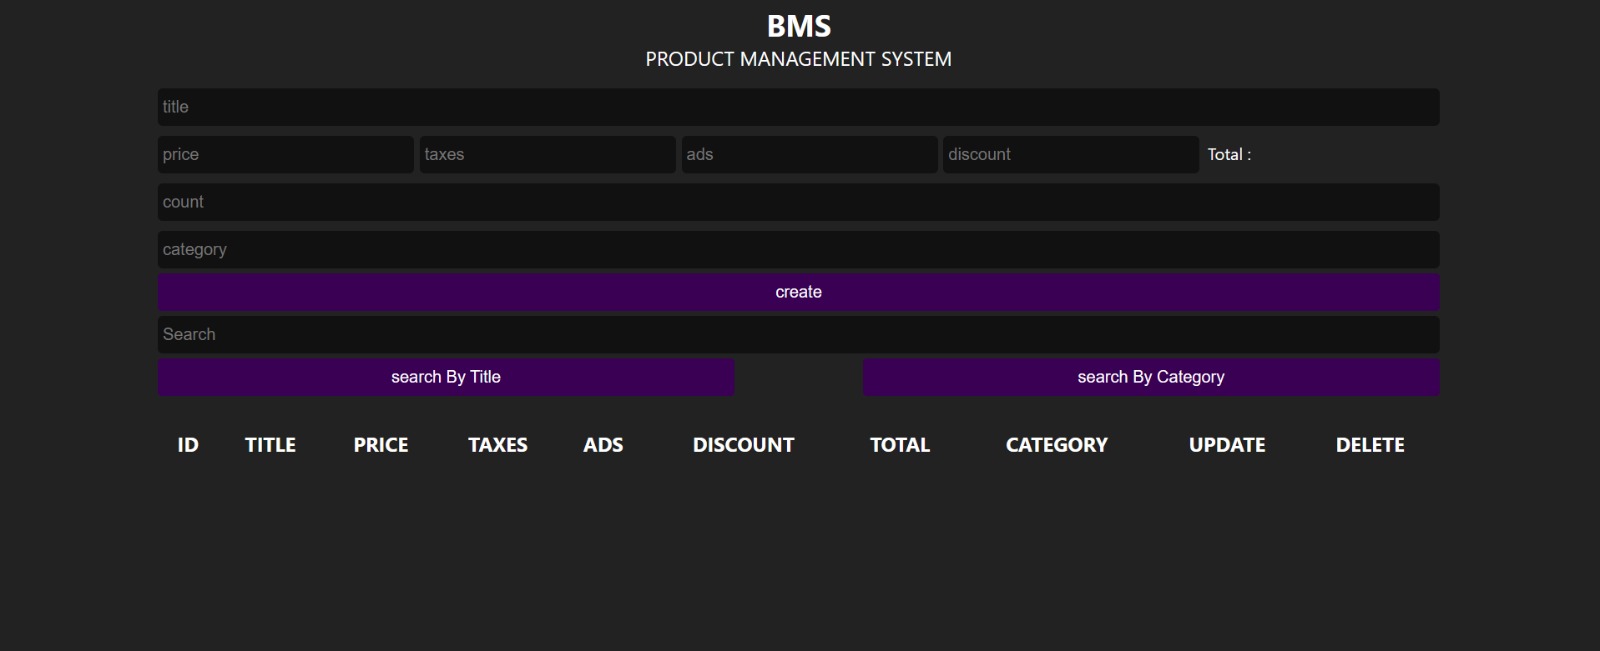 BMS
PRODUCT MANAGEMENT SYSTEM
title
price taxes ads discount Total :
count
category
create
Search
search By Title search By Category
ID TITLE PRICE TAXES ADS DISCOUNT TOTAL CATEGORY UPDATE DELETE